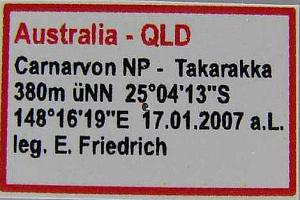 Australia - QLD
Carnarvon NP - Takarakka
380m üNN 25°04'13"S
148°16'19"E 17.01.2007 a.L.
leg. E. Friedrich